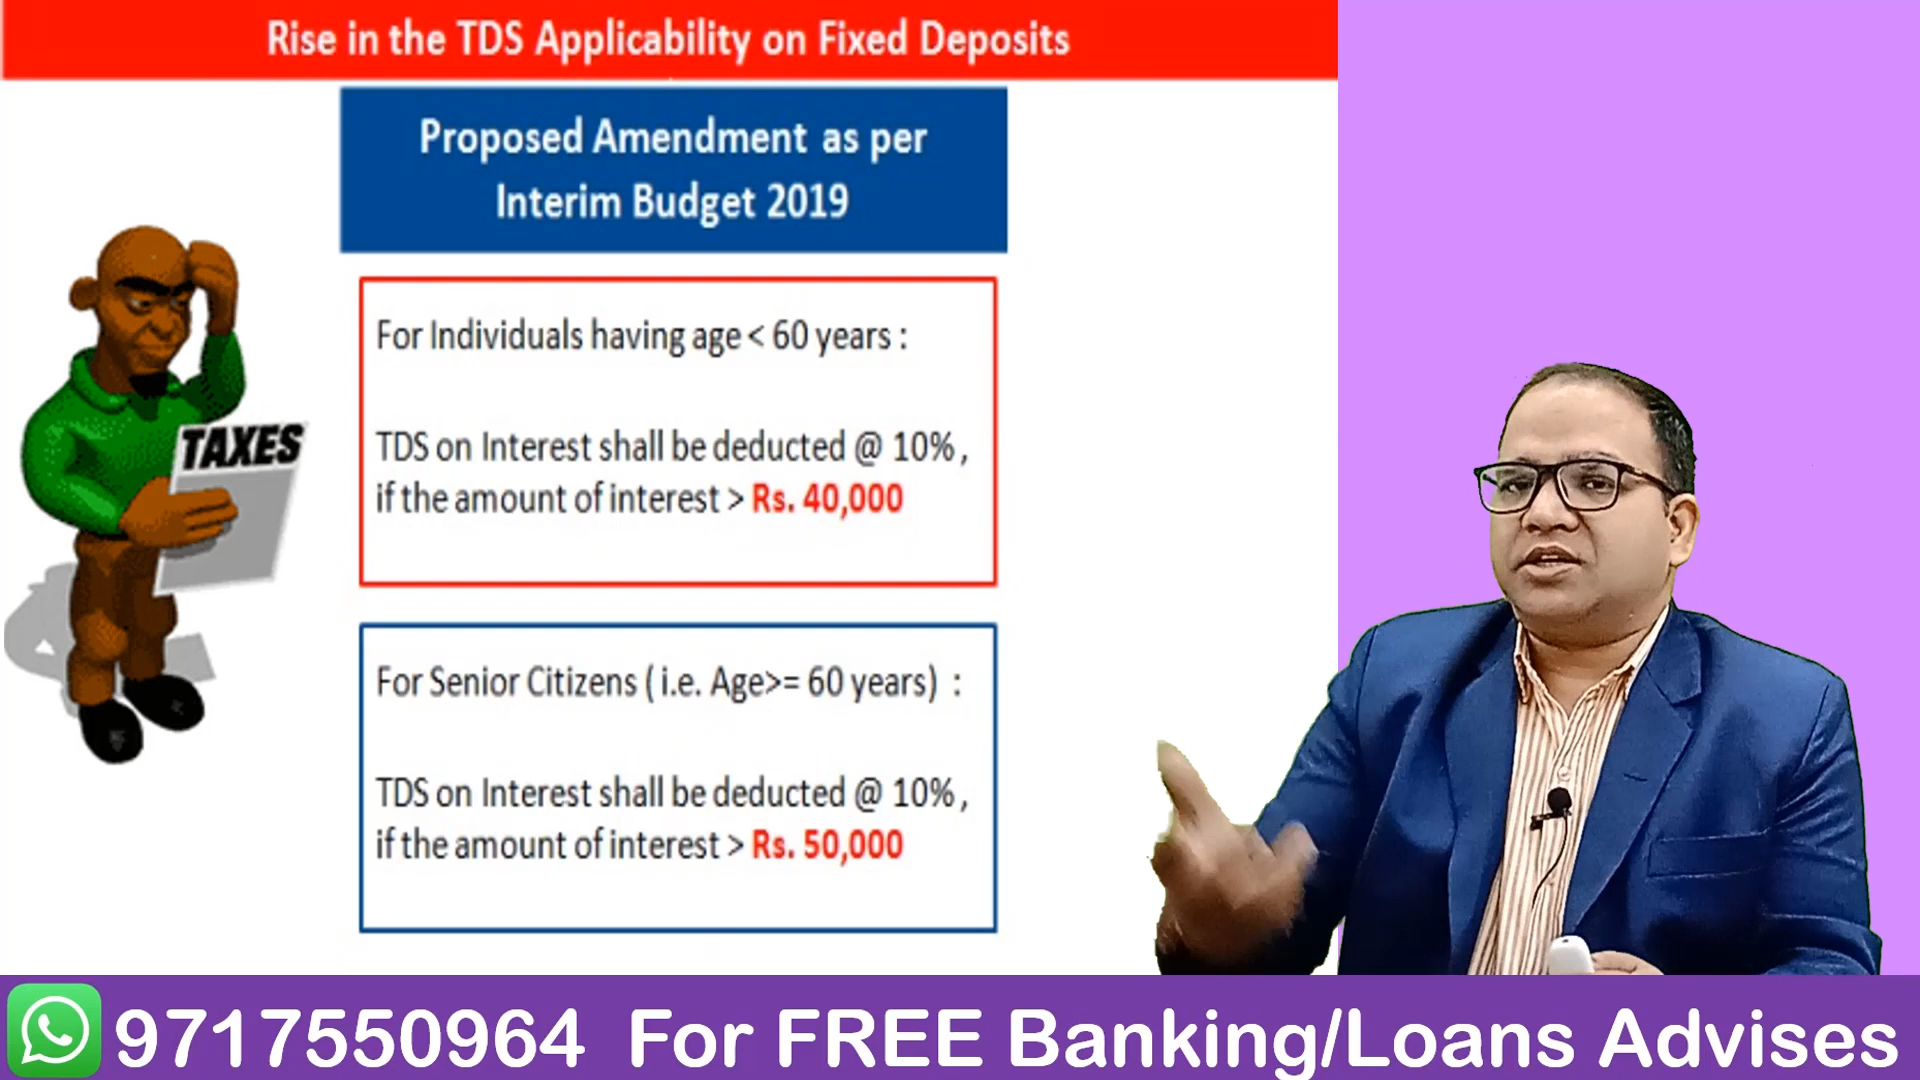 Rise in the TDS Applicability on Fixed Deposits
Proposed Amendment as per
Interim Budget 2019
For Individuals having age < 60 years :
TDS on Interest shall be deducted @ 10% ,
if the amount of interest > Rs. 40,000
TAXES
For Senior Citizens ( i.e. Age>= 60 years) :
TDS on Interest shall be deducted @ 10% ,
if the amount of interest > Rs. 50,000
9717550964 For FREE Banking/Loans Advises